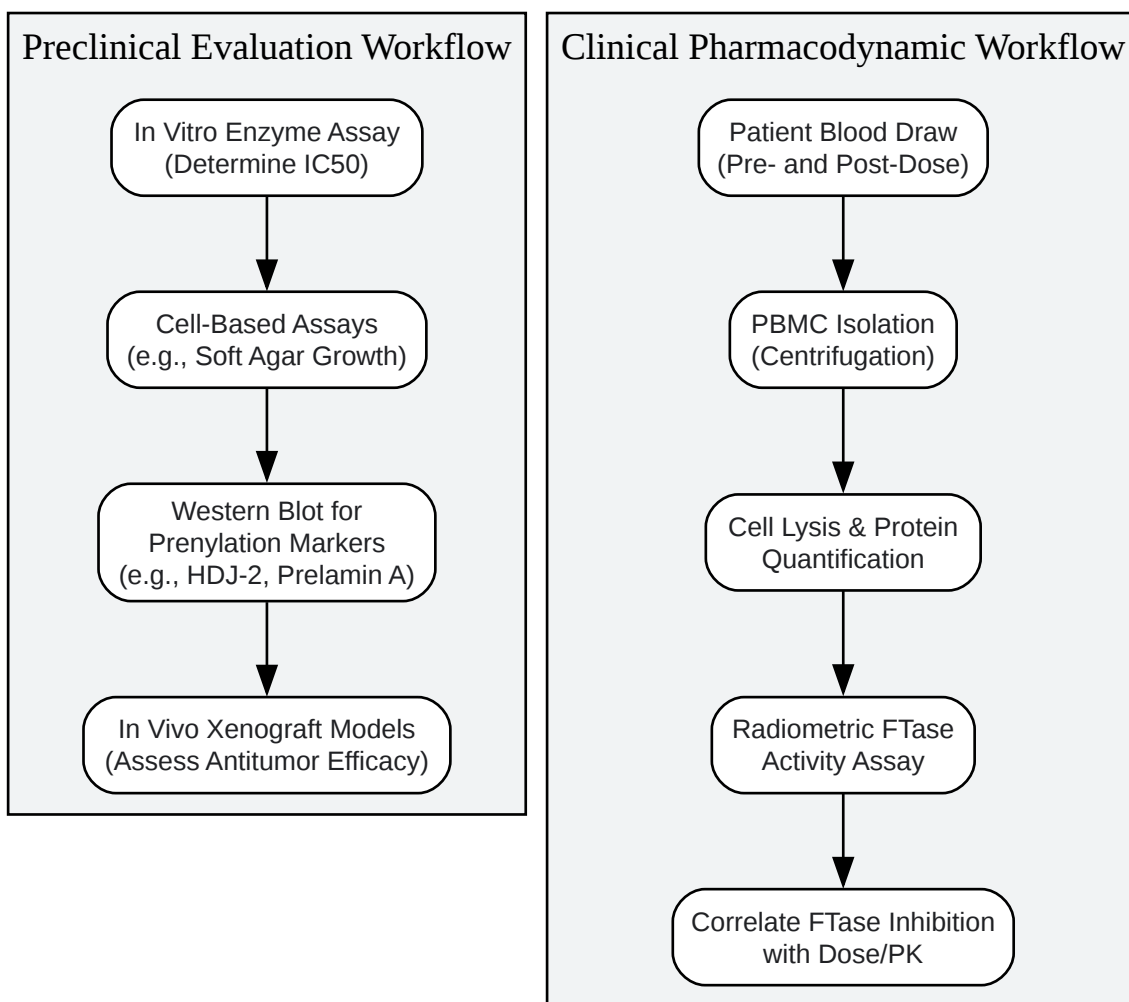 Preclinical Evaluation Workflow
In Vitro Enzyme Assay
(Determine IC50)
Cell-Based Assays
(e.g., Soft Agar Growth)
Western Blot for
Prenylation Markers
(e.g., HDJ-2, Prelamin A)
In Vivo Xenograft Models
(Assess Antitumor Efficacy)
Clinical Pharmacodynamic Workflow
Patient Blood Draw
(Pre- and Post-Dose)
PBMC Isolation
(Centrifugation)
Cell Lysis & Protein
Quantification
Radiometric FTase
Activity Assay
Correlate FTase Inhibition
with Dose/PK